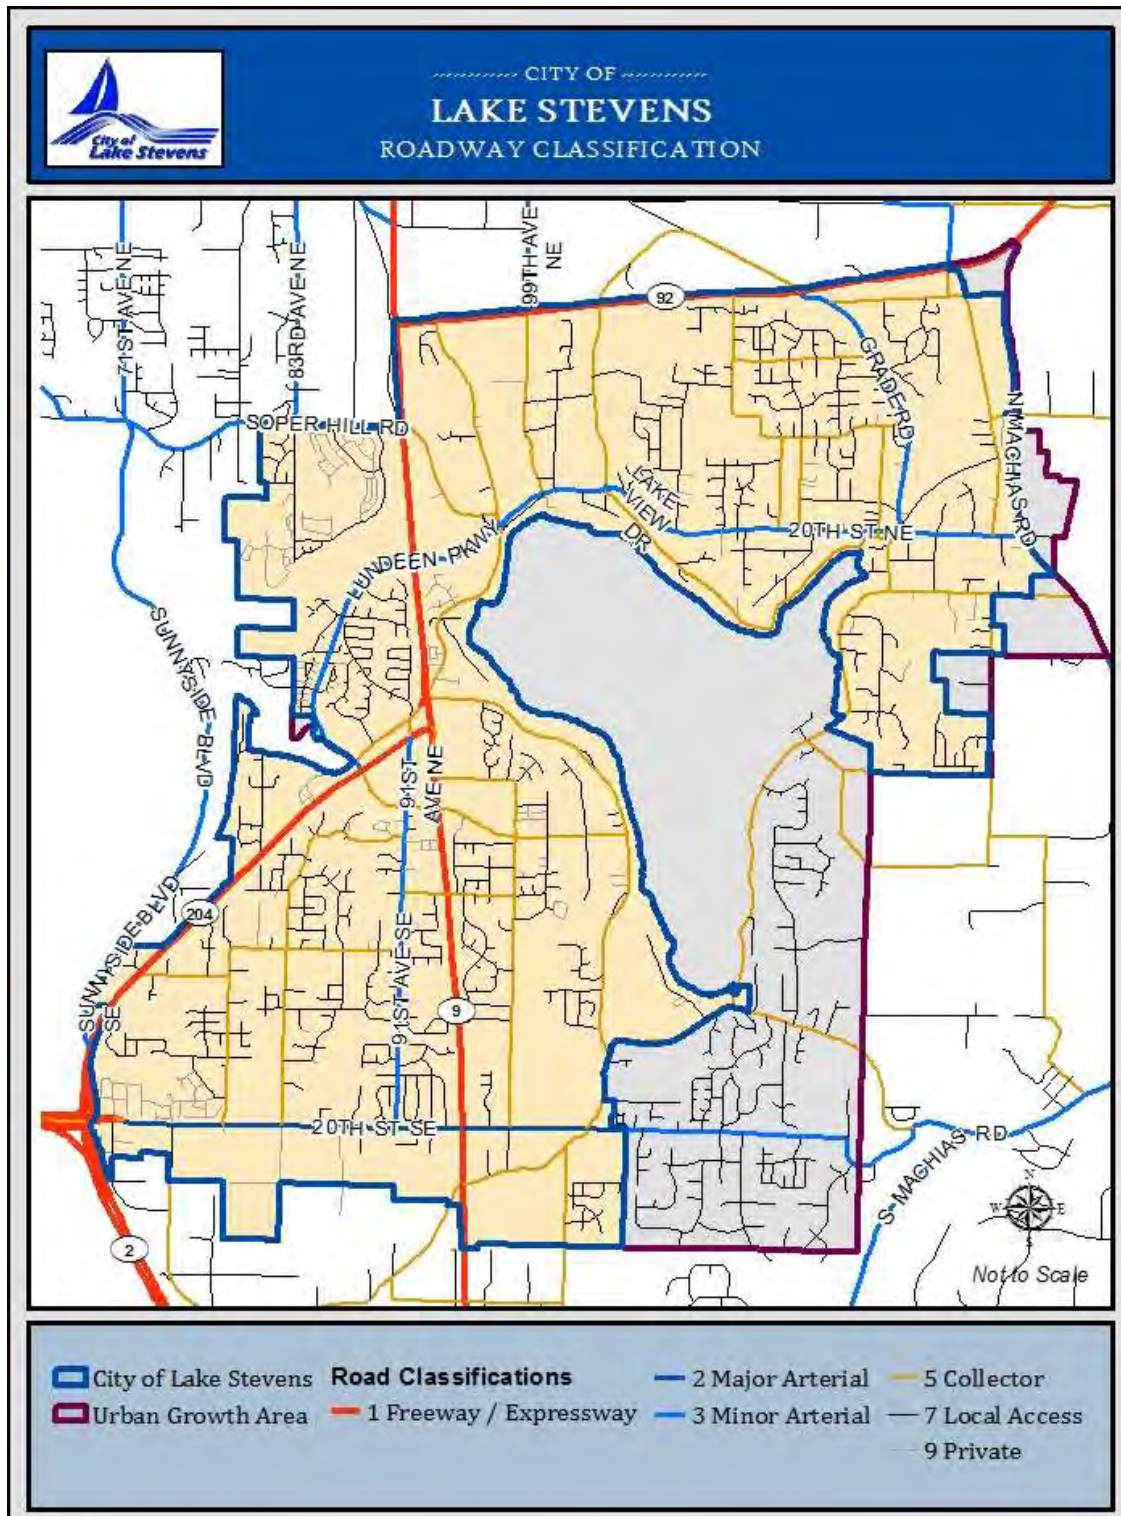 City of
Lake Stevens
CITY OF
LAKE STEVENS
ROADWAY CLASSIFICATION
71ST AVE NE
83RD AVE NE
99TH AVE
NE
92
GRADE RD
SOPER HILL RD
N MACHIAS RD
LAKE
VIEW
DR
20TH ST NE
LUNDEEN PKWY
SUNNYSIDE BLVD
91ST
AVE NE
SUNNYSIDE BLVD
SE
204
91ST AVE SE
9
20TH ST SE
S MACHIAS RD
2
N
W
E
S
Not to Scale
City of Lake Stevens
Urban Growth Area
Road Classifications
1 Freeway / Expressway
2 Major Arterial
3 Minor Arterial
5 Collector
7 Local Access
9 Private